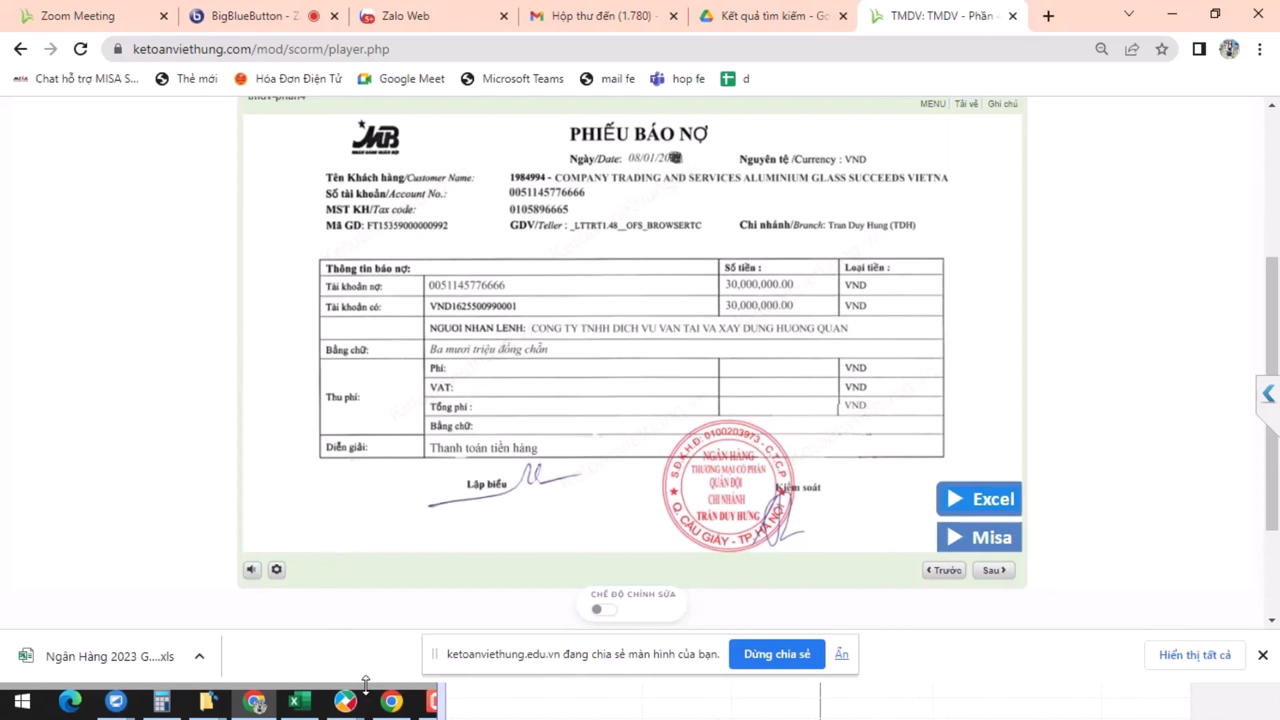 Zoom Meeting
BigBlueButton - Z
Zalo Web
Hộp thư đến (1.780) -
Kết quả tìm kiếm - Go
TMDV: TMDV - Phần
ketoanviethung.com/mod/scorm/player.php
Chat hỗ trợ MISA S...
Thẻ mới
Hóa Đơn Điện Tử
Google Meet
Microsoft Teams
mail fe
hop fe
d
tmdv-phan4
MENU | Tải về | Ghi chú
MB
NGÂN HÀNG QUÂN ĐỘI
PHIẾU BÁO NỢ
Ngày/Date: 08/01/20
Nguyên tệ /Currency : VND
Tên Khách hàng/Customer Name: 1984994 - COMPANY TRADING AND SERVICES ALUMINIUM GLASS SUCCEEDS VIETNA
Số tài khoản/Account No.: 0051145776666
MST KH/Tax code: 0105896665
Mã GD: FT15359000000992 GDV/Teller : _LTTRT1.48__OFS_BROWSERTC Chi nhánh/Branch: Tran Duy Hung (TDH)
Thông tin báo nợ: Số tiền : Loại tiền :
Tài khoản nợ: 0051145776666 30,000,000.00 VND
Tài khoản có: VND1625500990001 30,000,000.00 VND
NGUOI NHAN LENH: CONG TY TNHH DICH VU VAN TAI VA XAY DUNG HUONG QUAN
Bằng chữ: Ba mươi triệu đồng chẵn
Thu phí:
Phí: VND
VAT: VND
Tổng phí : VND
Bằng chữ:
Diễn giải: Thanh toán tiền hàng
Lập biểu
Kiểm soát
S.Đ.K.H.Đ: 0100203973 - C.T.C.P
NGÂN HÀNG
THƯƠNG MẠI CỔ PHẦN
QUÂN ĐỘI
CHI NHÁNH
TRẦN DUY HƯNG
Q. CẦU GIẤY - TP. HÀ NỘI
Excel
Misa
Trước
Sau
CHẾ ĐỘ CHỈNH SỬA
Ngân Hàng 2023 G....xls
ketoanviethung.edu.vn đang chia sẻ màn hình của bạn.
Dừng chia sẻ
Ẩn
Hiển thị tất cả